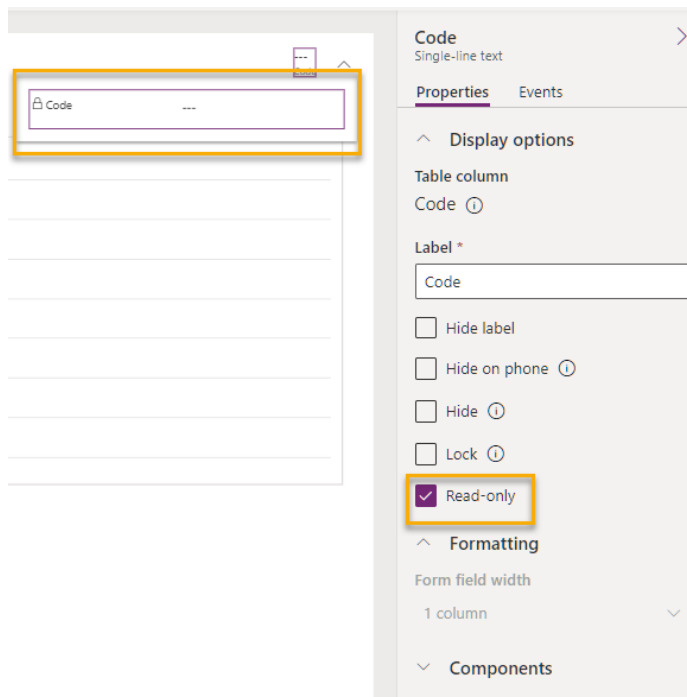 ---
Code ---
Code
Single-line text
Properties Events
Display options
Table column
Code
Label *
Code
Hide label
Hide on phone
Hide
Lock
Read-only
Formatting
Form field width
1 column
Components